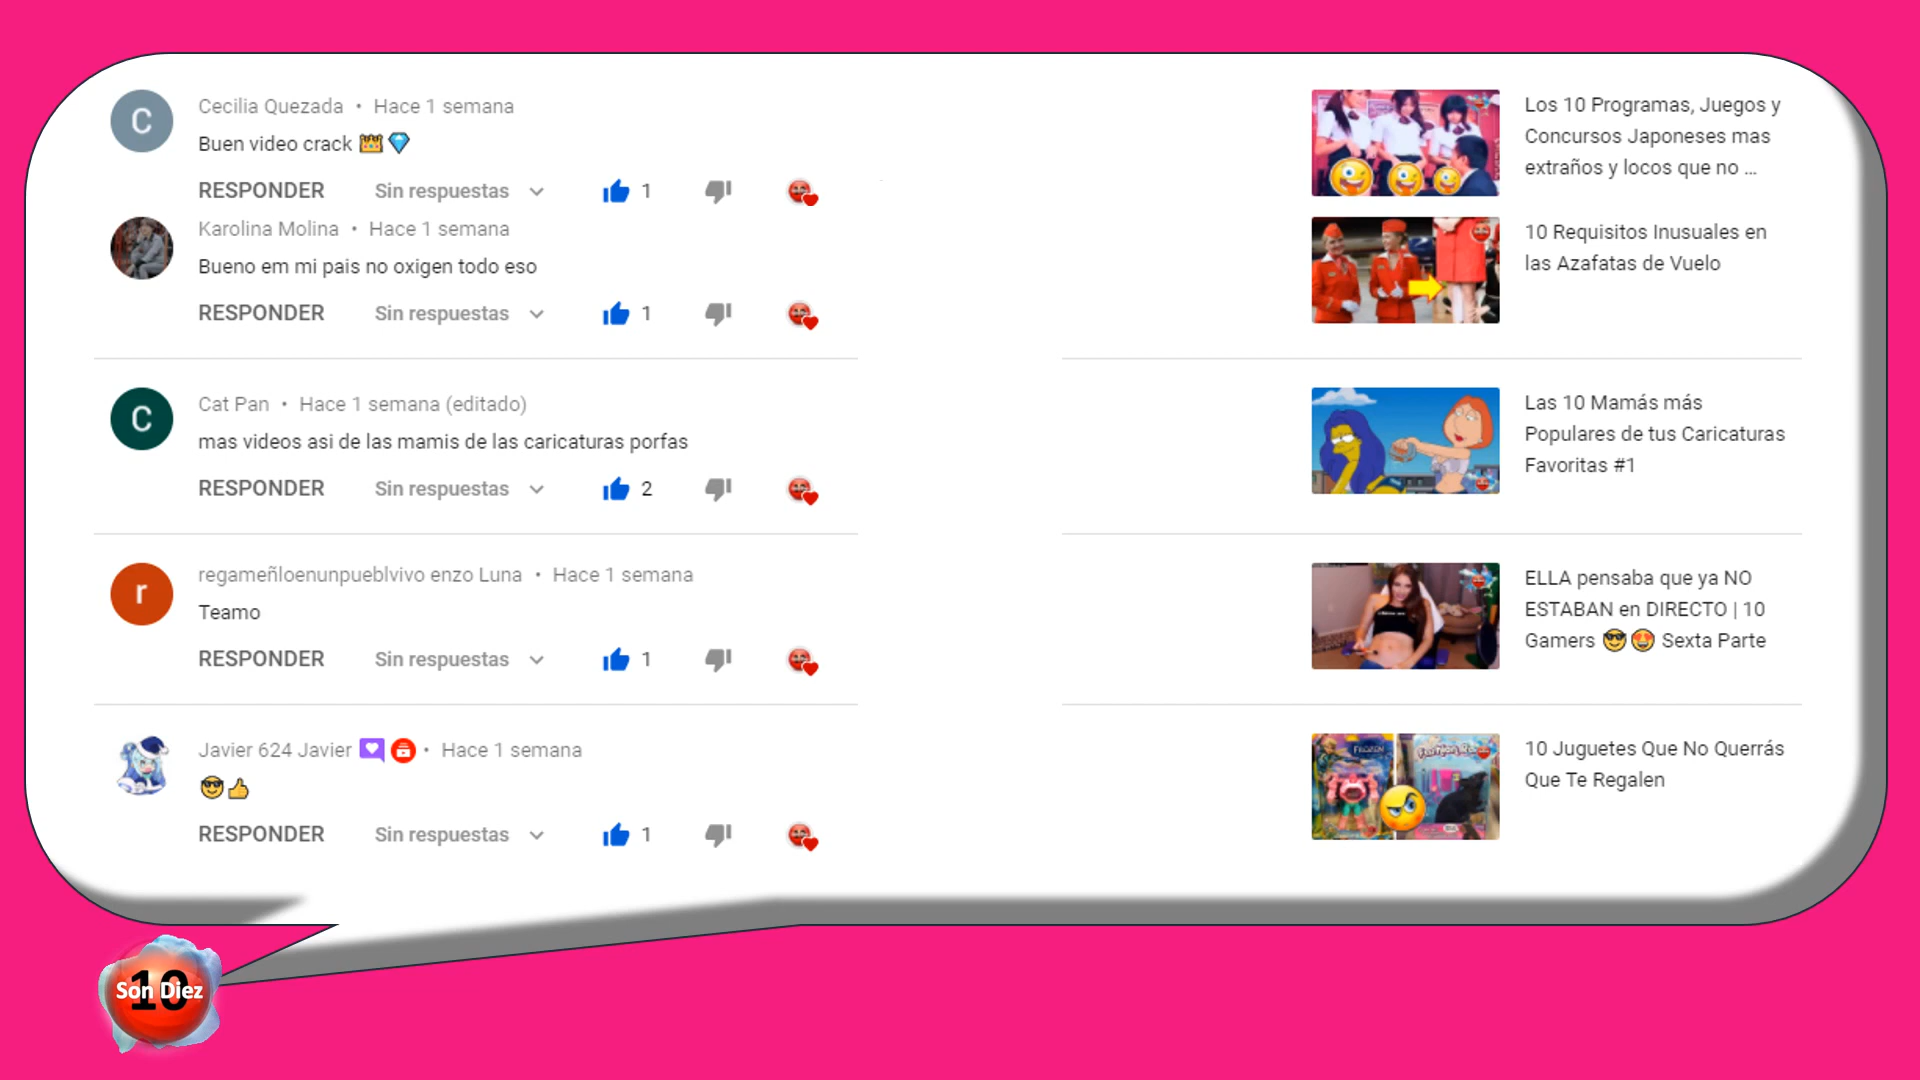 C
Cecilia Quezada • Hace 1 semana
Buen video crack 👑💎
RESPONDER Sin respuestas 1
Los 10 Programas, Juegos y
Concursos Japoneses mas
extraños y locos que no ...
Karolina Molina • Hace 1 semana
Bueno em mi pais no oxigen todo eso
RESPONDER Sin respuestas 1
10 Requisitos Inusuales en
las Azafatas de Vuelo
C
Cat Pan • Hace 1 semana (editado)
mas videos asi de las mamis de las caricaturas porfas
RESPONDER Sin respuestas 2
Las 10 Mamás más
Populares de tus Caricaturas
Favoritas #1
r
regameñloenunpueblvivo enzo Luna • Hace 1 semana
Teamo
RESPONDER Sin respuestas 1
ELLA pensaba que ya NO
ESTABAN en DIRECTO | 10
Gamers 😎😍 Sexta Parte
Javier 624 Javier • Hace 1 semana
😎👍
RESPONDER Sin respuestas 1
FROZEN
10 Juguetes Que No Querrás
Que Te Regalen
10
Son Diez